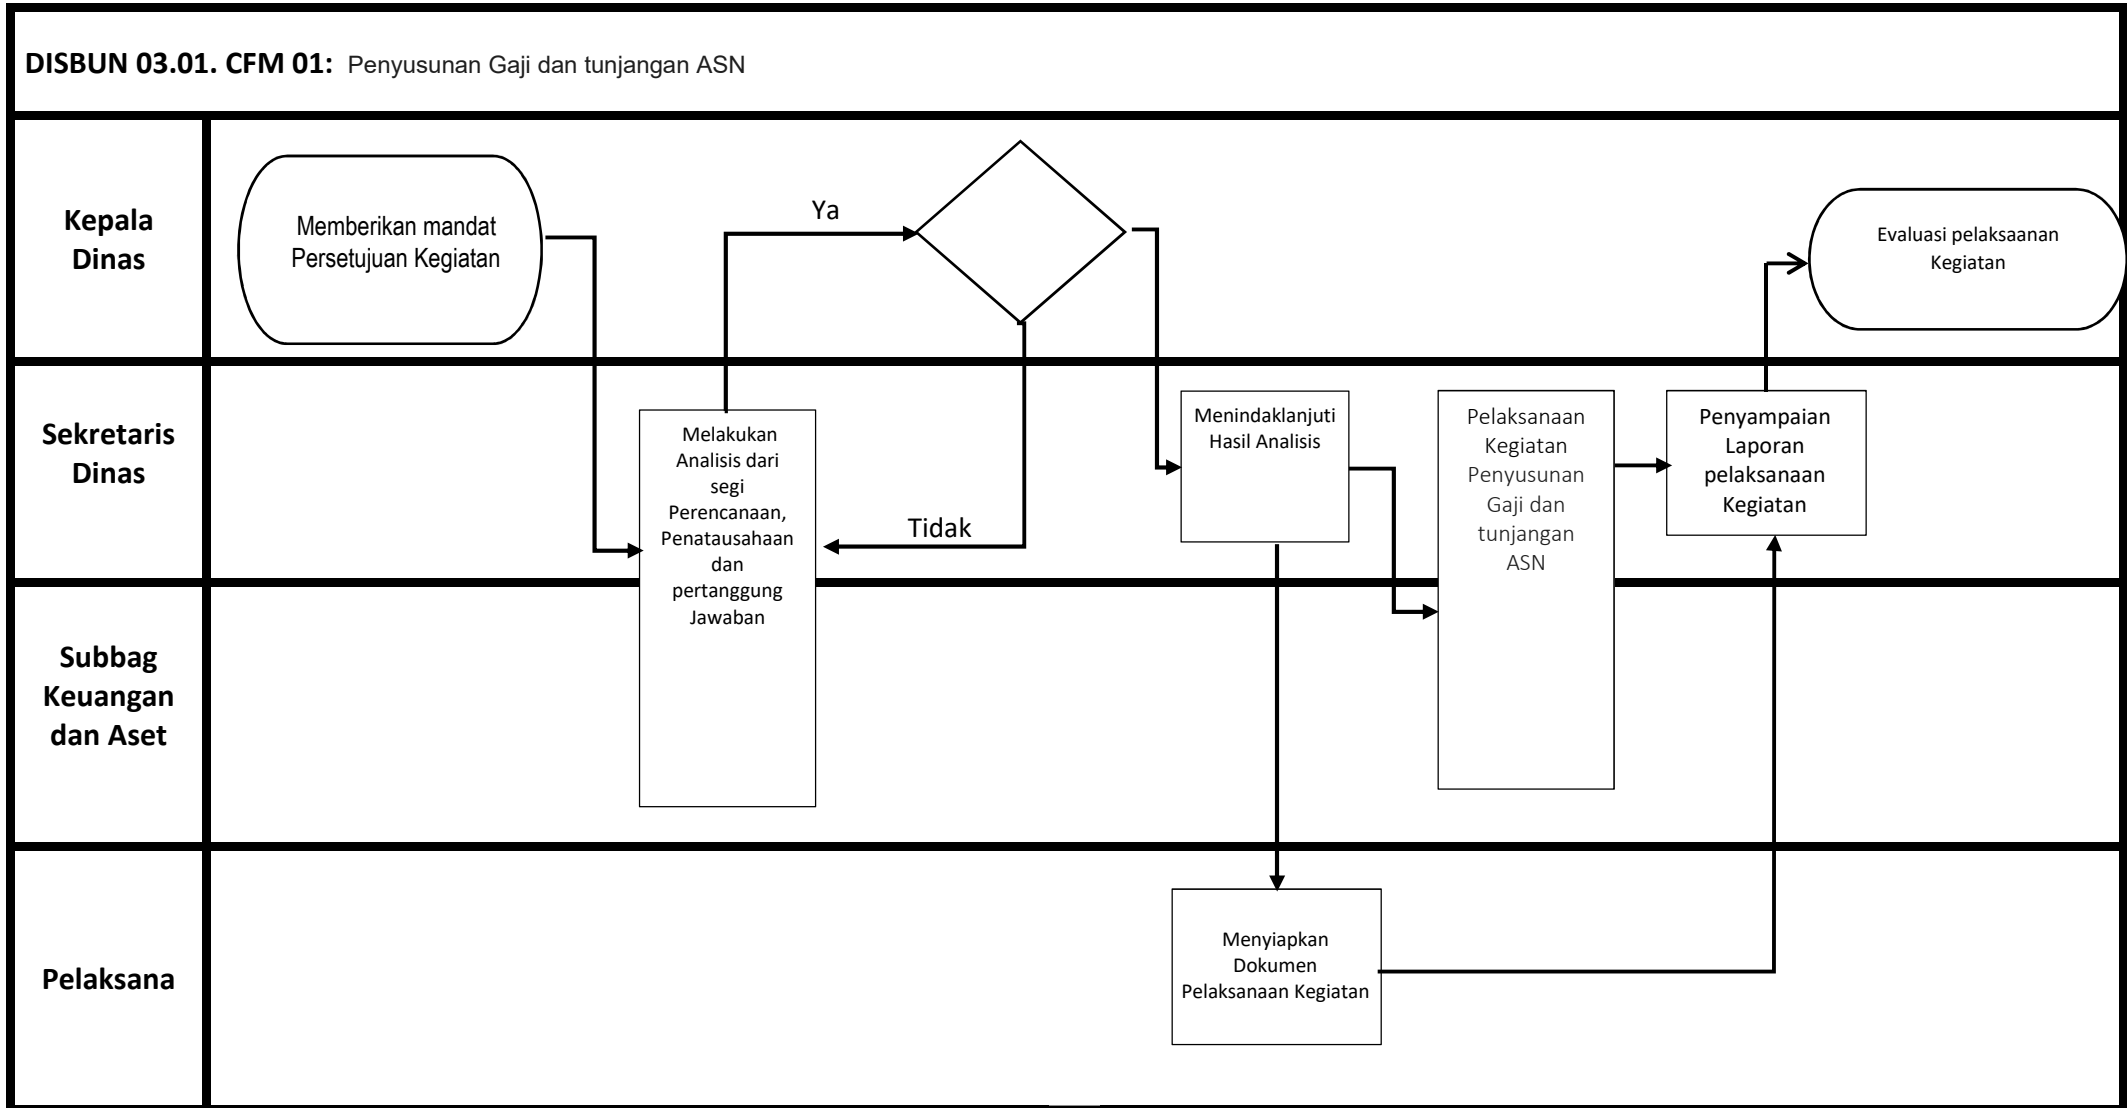 DISBUN 03.01. CFM 01: Penyusunan Gaji dan tunjangan ASN
Kepala
Dinas
Memberikan mandat
Persetujuan Kegiatan
Ya
Evaluasi pelaksaanan
Kegiatan
Sekretaris
Dinas
Melakukan
Analisis dari
segi
Perencanaan,
Penatausahaan
dan
pertanggung
Jawaban
Tidak
Menindaklanjuti
Hasil Analisis
Pelaksanaan
Kegiatan
Penyusunan
Gaji dan
tunjangan
ASN
Penyampaian
Laporan
pelaksanaan
Kegiatan
Subbag
Keuangan
dan Aset
Pelaksana
Menyiapkan
Dokumen
Pelaksanaan Kegiatan